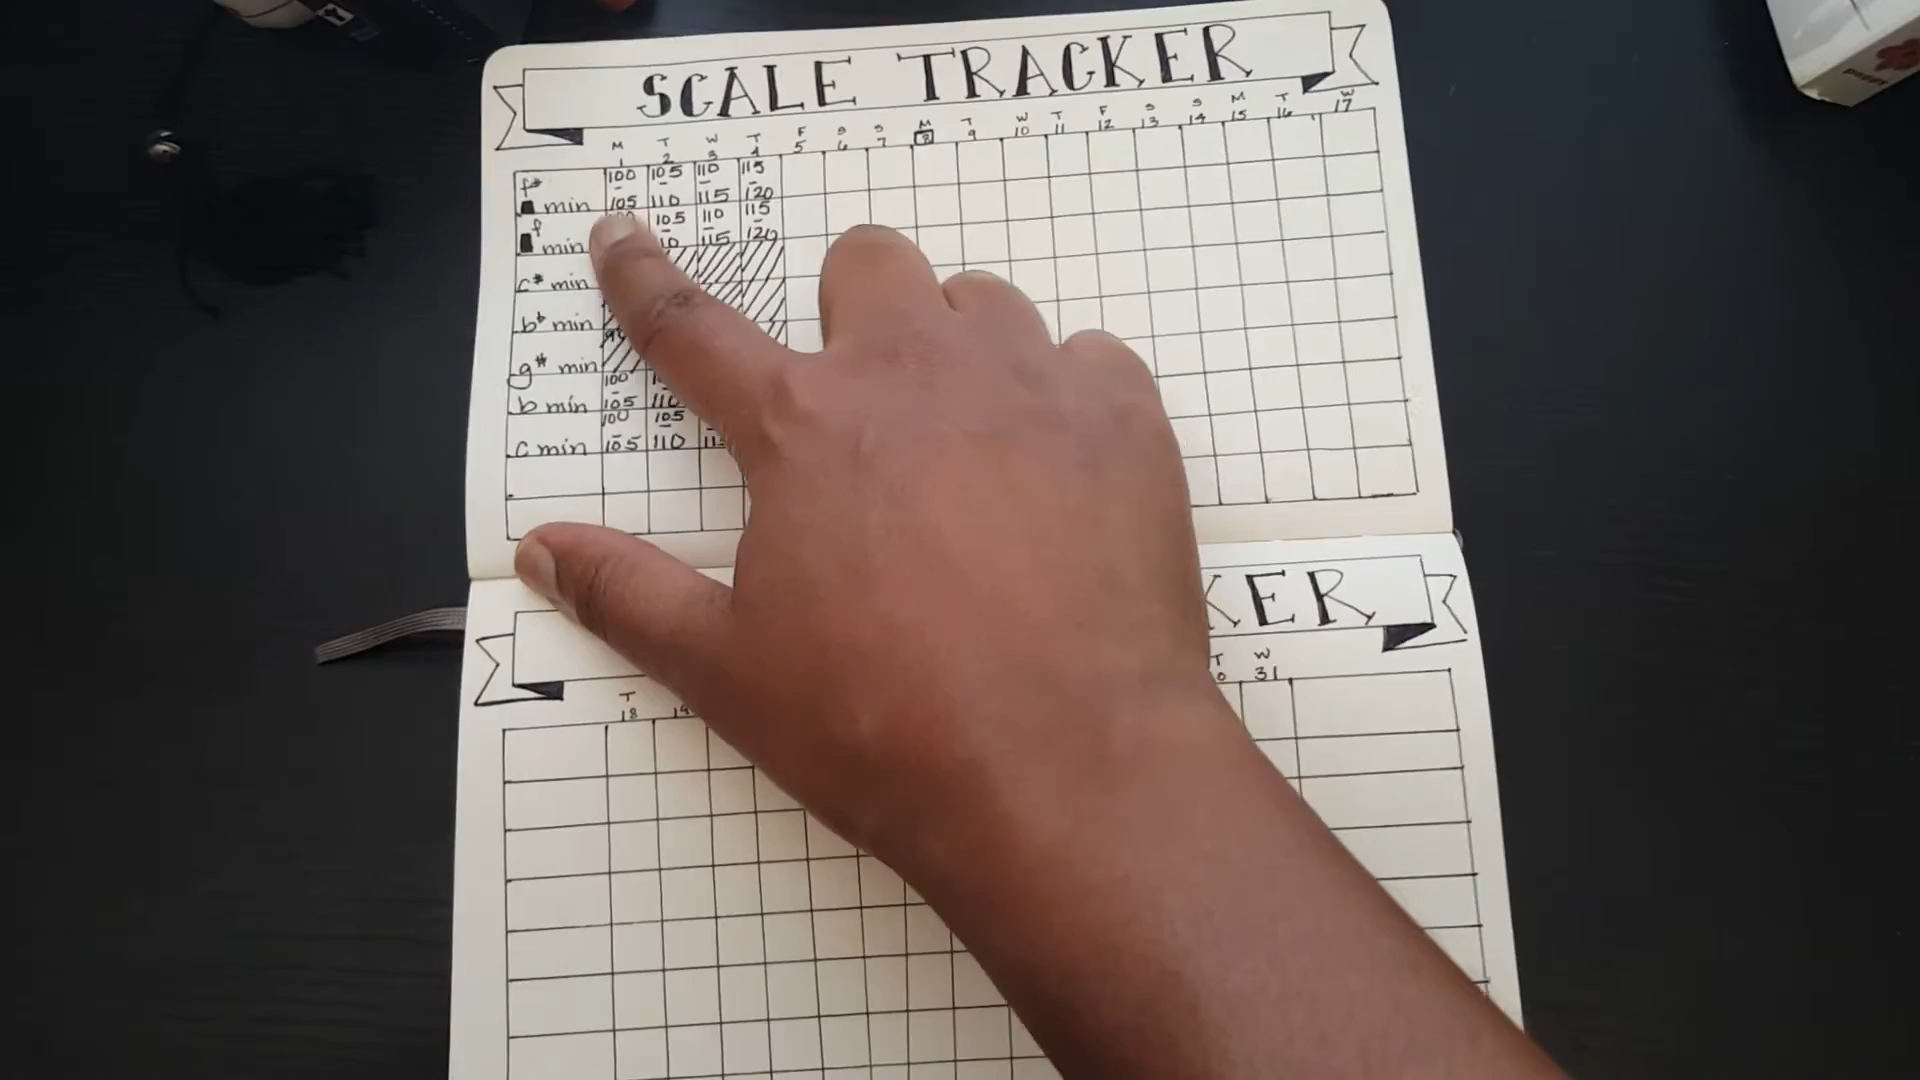 SCALE TRACKER
M T W T F S S M T W T F S S M T W
1 2 3 4 5 6 7 8 9 10 11 12 13 14 15 16 17
f# 100 105 110 115
min 105 110 115 120
f 105 110 115
min 115 120
c# min
b♭ min
g# min
100
b min 105 110
100 105
c min 105 110
KER
T T W
18 31